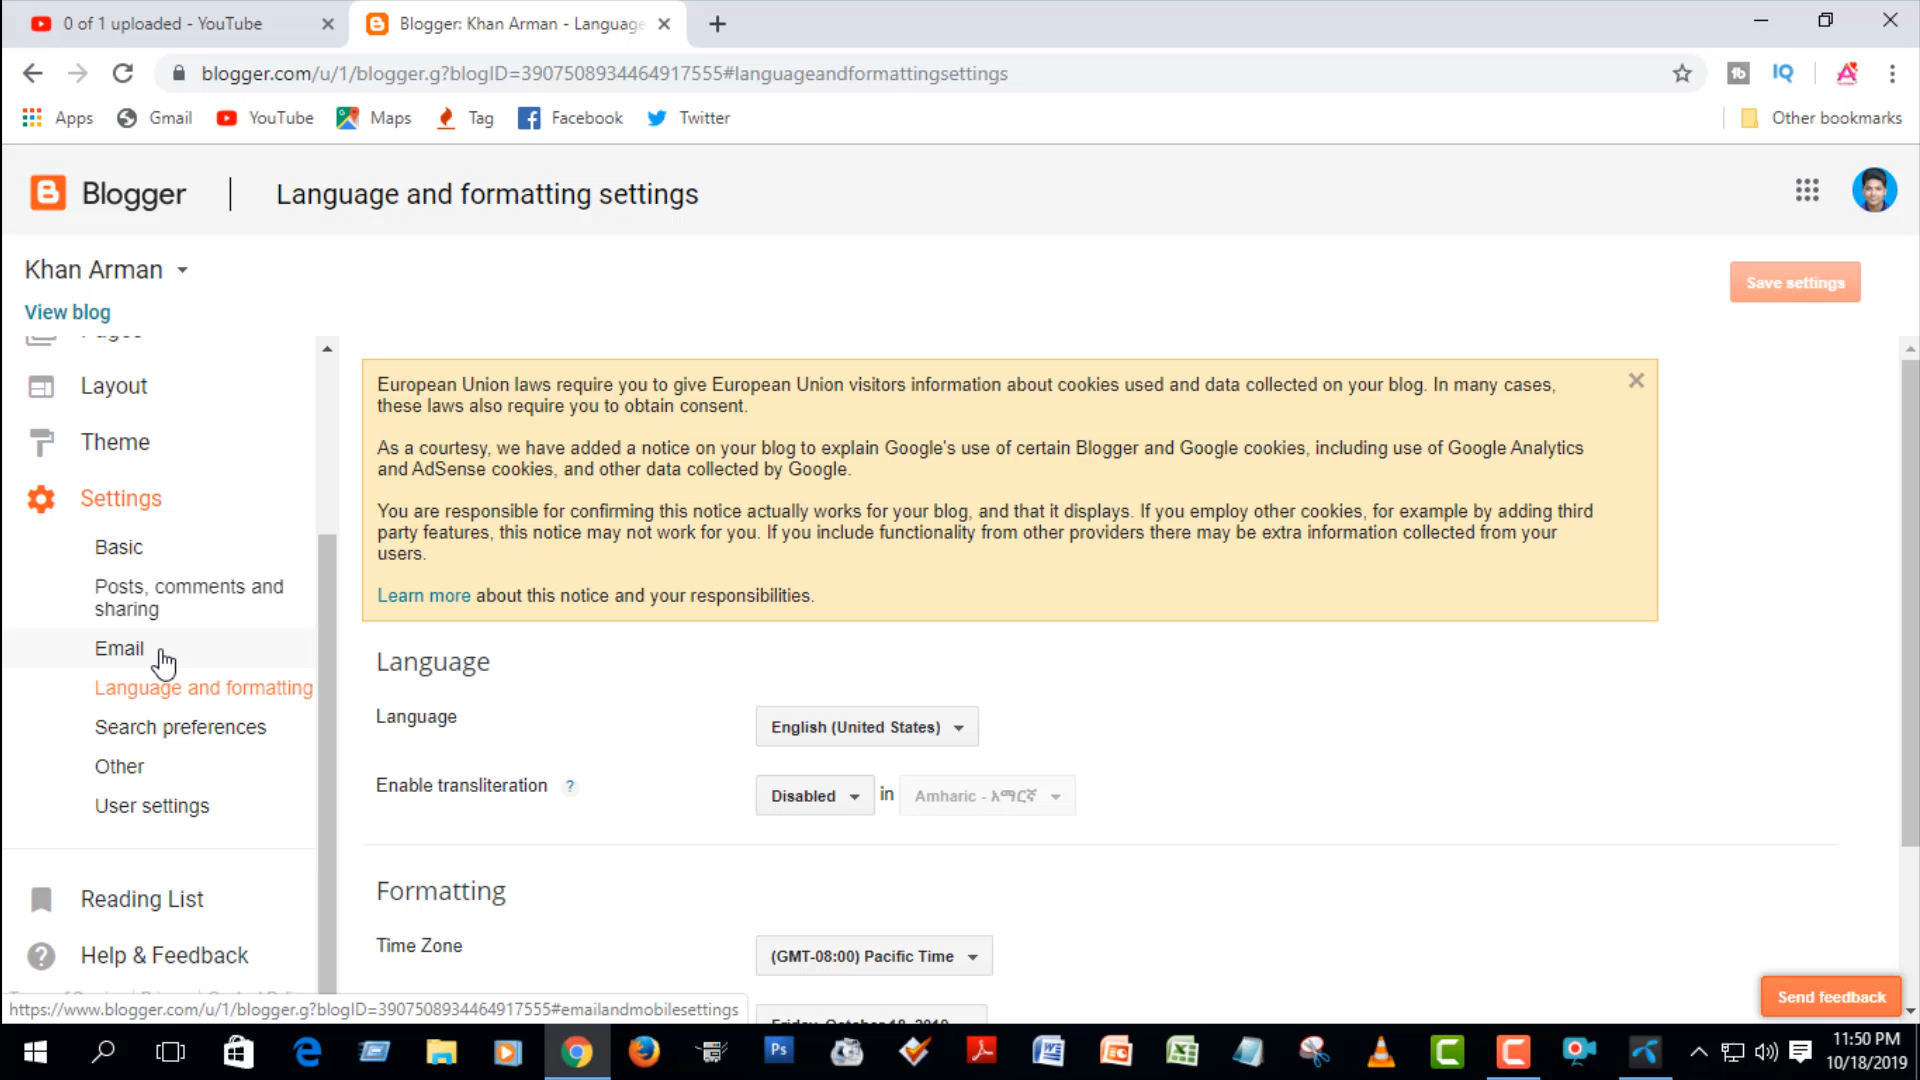 0 of 1 uploaded - YouTube
Blogger: Khan Arman - Language
blogger.com/u/1/blogger.g?blogID=3907508934464917555#languageandformattingsettings
Apps
Gmail
YouTube
Maps
Tag
Facebook
Twitter
Other bookmarks
Blogger
Language and formatting settings
Khan Arman
View blog
Save settings
Pages
Layout
Theme
Settings
Basic
Posts, comments and
sharing
Email
Language and formatting
Search preferences
Other
User settings
Reading List
Help & Feedback
European Union laws require you to give European Union visitors information about cookies used and data collected on your blog. In many cases,
these laws also require you to obtain consent.
As a courtesy, we have added a notice on your blog to explain Google's use of certain Blogger and Google cookies, including use of Google Analytics
and AdSense cookies, and other data collected by Google.
You are responsible for confirming this notice actually works for your blog, and that it displays. If you employ other cookies, for example by adding third
party features, this notice may not work for you. If you include functionality from other providers there may be extra information collected from your
users.
Learn more about this notice and your responsibilities.
Language
Language
English (United States)
Enable transliteration ?
Disabled in Amharic - አማርኛ
Formatting
Time Zone
(GMT-08:00) Pacific Time
Friday, October 18, 2019
Send feedback
https://www.blogger.com/u/1/blogger.g?blogID=3907508934464917555#emailandmobilesettings
11:50 PM
10/18/2019